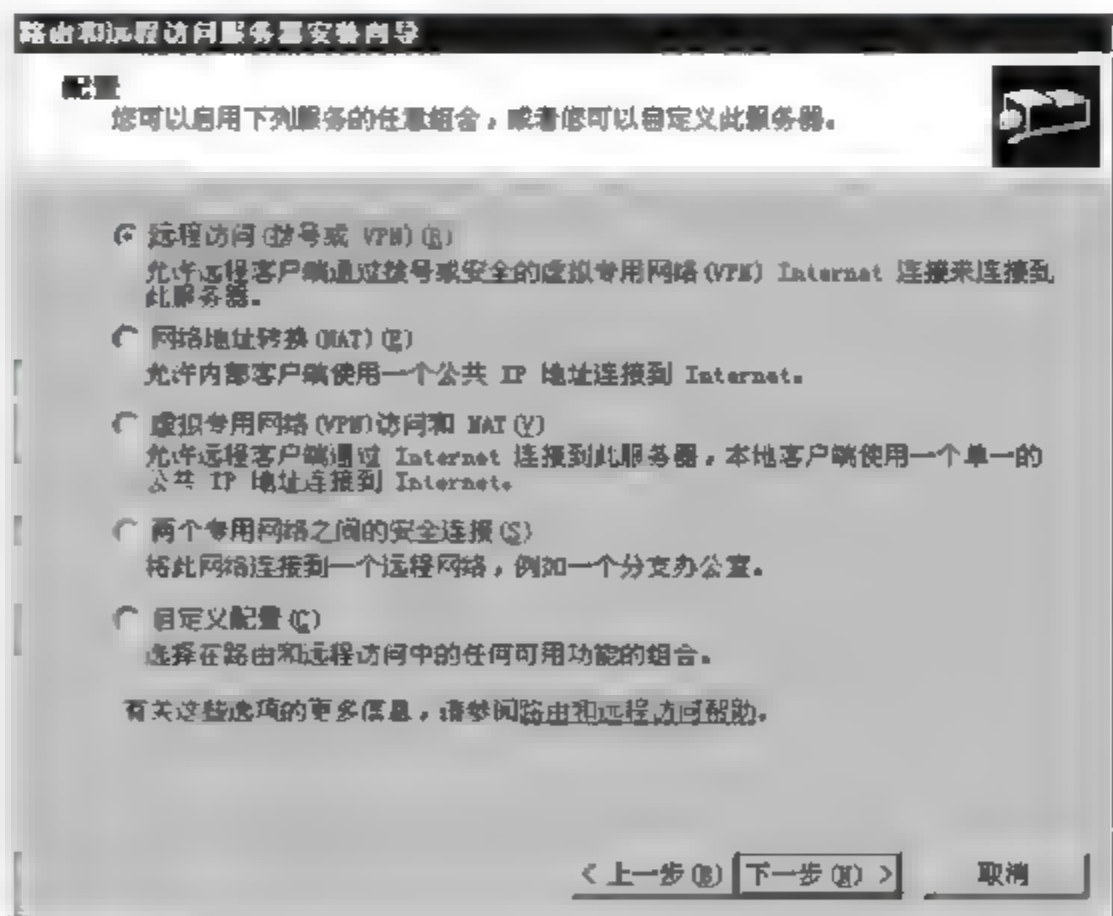 路由和远程访问服务器安装向导
配置
您可以启用下列服务的任意组合，或者您可以自定义此服务器。
远程访问(拨号或 VPN)(R)
允许远程客户端通过拨号或安全的虚拟专用网络(VPN) Internet 连接来连接到
此服务器。
网络地址转换(NAT)(E)
允许内部客户端使用一个公共 IP 地址连接到 Internet。
虚拟专用网络(VPN)访问和 NAT(V)
允许远程客户端通过 Internet 连接到此服务器，本地客户端使用一个单一的
公共 IP 地址连接到 Internet。
两个专用网络之间的安全连接(S)
将此网络连接到一个远程网络，例如一个分支办公室。
自定义配置(C)
选择在路由和远程访问中的任何可用功能的组合。
有关这些选项的更多信息，请参阅路由和远程访问帮助。
< 上一步(B) 下一步(N) > 取消